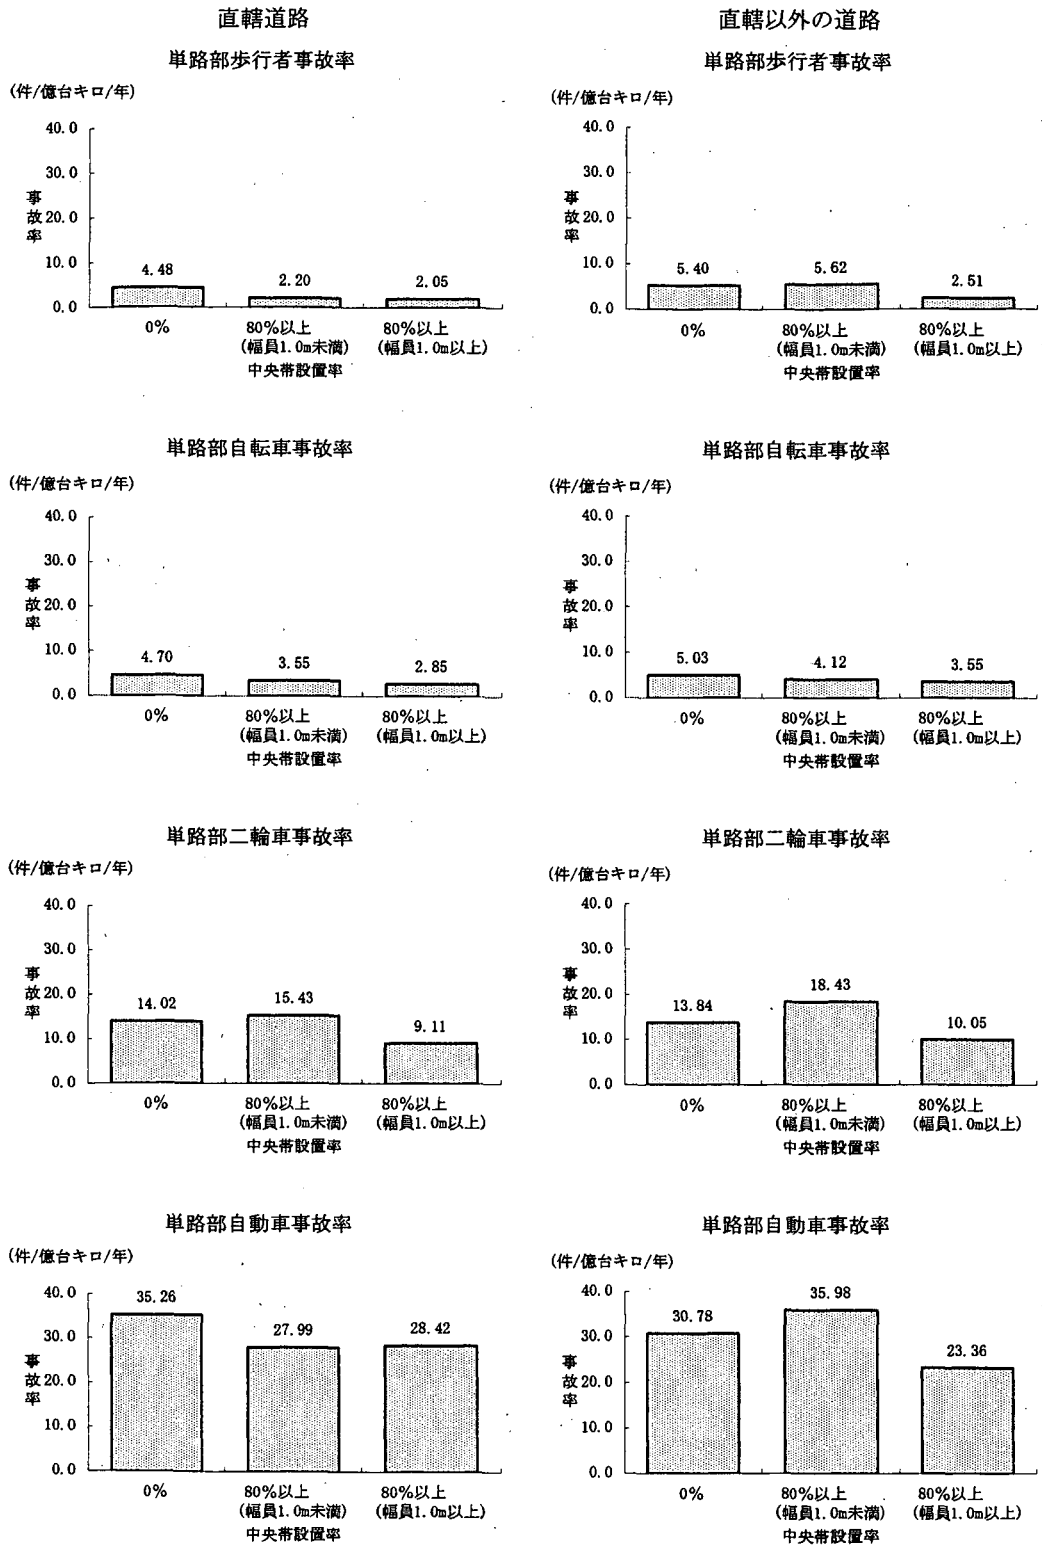 直轄道路
単路部歩行者事故率
(件/億台キロ/年)
40.0
30.0
事故率
20.0
10.0
0.0
4.48
2.20
2.05
0%
80%以上
(幅員1.0m未満)
80%以上
(幅員1.0m以上)
中央帯設置率
単路部自転車事故率
(件/億台キロ/年)
40.0
30.0
事故率
20.0
10.0
0.0
4.70
3.55
2.85
0%
80%以上
(幅員1.0m未満)
80%以上
(幅員1.0m以上)
中央帯設置率
単路部二輪車事故率
(件/億台キロ/年)
40.0
30.0
事故率
20.0
10.0
0.0
14.02
15.43
9.11
0%
80%以上
(幅員1.0m未満)
80%以上
(幅員1.0m以上)
中央帯設置率
単路部自動車事故率
(件/億台キロ/年)
40.0
30.0
事故率
20.0
10.0
0.0
35.26
27.99
28.42
0%
80%以上
(幅員1.0m未満)
80%以上
(幅員1.0m以上)
中央帯設置率
直轄以外の道路
単路部歩行者事故率
(件/億台キロ/年)
40.0
30.0
事故率
20.0
10.0
0.0
5.40
5.62
2.51
0%
80%以上
(幅員1.0m未満)
80%以上
(幅員1.0m以上)
中央帯設置率
単路部自転車事故率
(件/億台キロ/年)
40.0
30.0
事故率
20.0
10.0
0.0
5.03
4.12
3.55
0%
80%以上
(幅員1.0m未満)
80%以上
(幅員1.0m以上)
中央帯設置率
単路部二輪車事故率
(件/億台キロ/年)
40.0
30.0
事故率
20.0
10.0
0.0
13.84
18.43
10.05
0%
80%以上
(幅員1.0m未満)
80%以上
(幅員1.0m以上)
中央帯設置率
単路部自動車事故率
(件/億台キロ/年)
40.0
30.0
事故率
20.0
10.0
0.0
30.78
35.98
23.36
0%
80%以上
(幅員1.0m未満)
80%以上
(幅員1.0m以上)
中央帯設置率